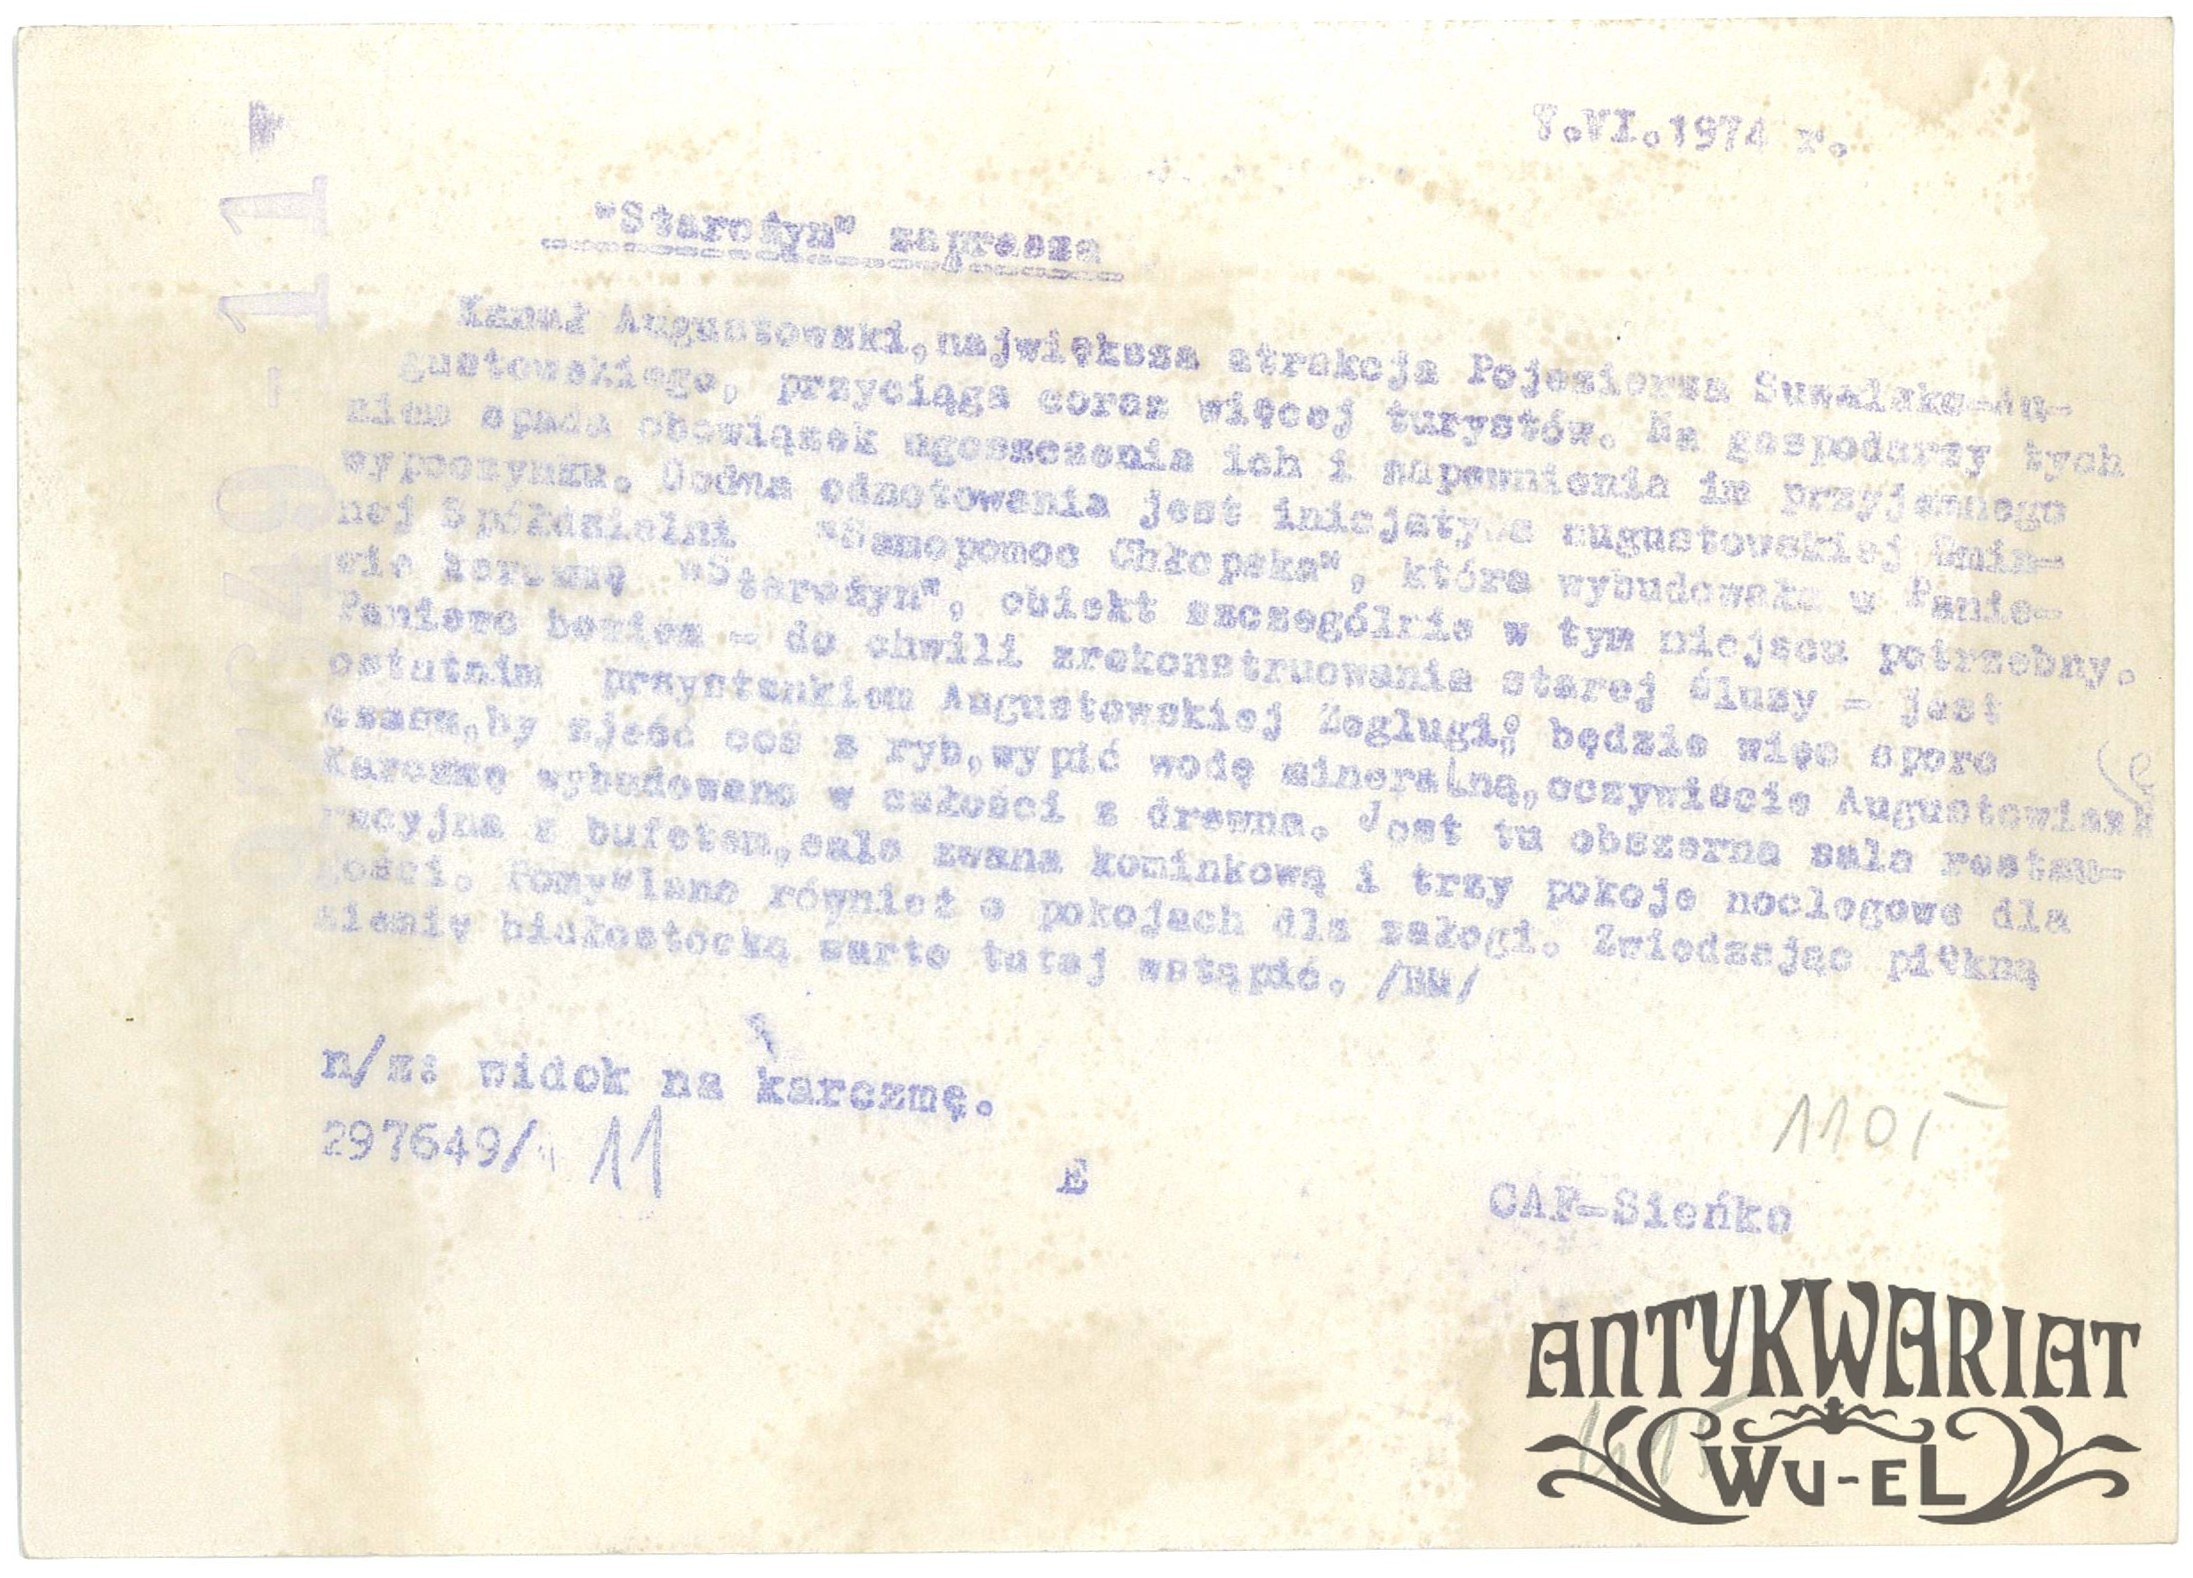 7.VI.1974 r.
"Starożyn" zaprasza
Kanał Augustowski,największa atrakcja Pojezierza Suwalsko-Au-
gustowskiego, przyciąga coraz więcej turystów. Na gospodarzy tych
ziem spada obowiązek ugoszczenia ich i zapewnienia im przyjemnego
wypoczynku. Godna odnotowania jest inicjatywa augustowskiej Gmin-
nej Spółdzielni "Samopomoc Chłopska", która wybudowała w Panie-
wie karczmę "Starożyn", obiekt szczególnie w tym miejscu potrzebny.
Paniewo bowiem - do chwili zrekonstruowania starej śluzy - jest
ostatnim przystankiem Augustowskiej Żeglugi; będzie więc sporo
czasu,by zjeść coś z ryb,wypić wodę mineralną,oczywiście Augustowiankę
Karczmę wybudowano w całości z drewna. Jest tu obszerna sala restau-
racyjna z bufetem,sala zwana kominkową i trzy pokoje noclegowe dla
gości. Pomyślano również o pokojach dla załogi. Zwiedzając piękną
ziemię białostocką warto tutaj wstąpić. /BM/
n/z: widok na karczmę.
297649/ 11
E
CAF-Sieńko
ANTYKWARIAT
WU-EL